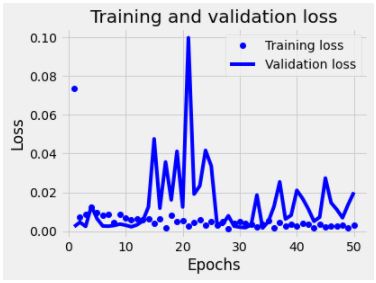 Training and validation loss
Training loss
Validation loss
0.10
0.08
0.06
0.04
0.02
0.00
Loss
0 10 20 30 40 50
Epochs